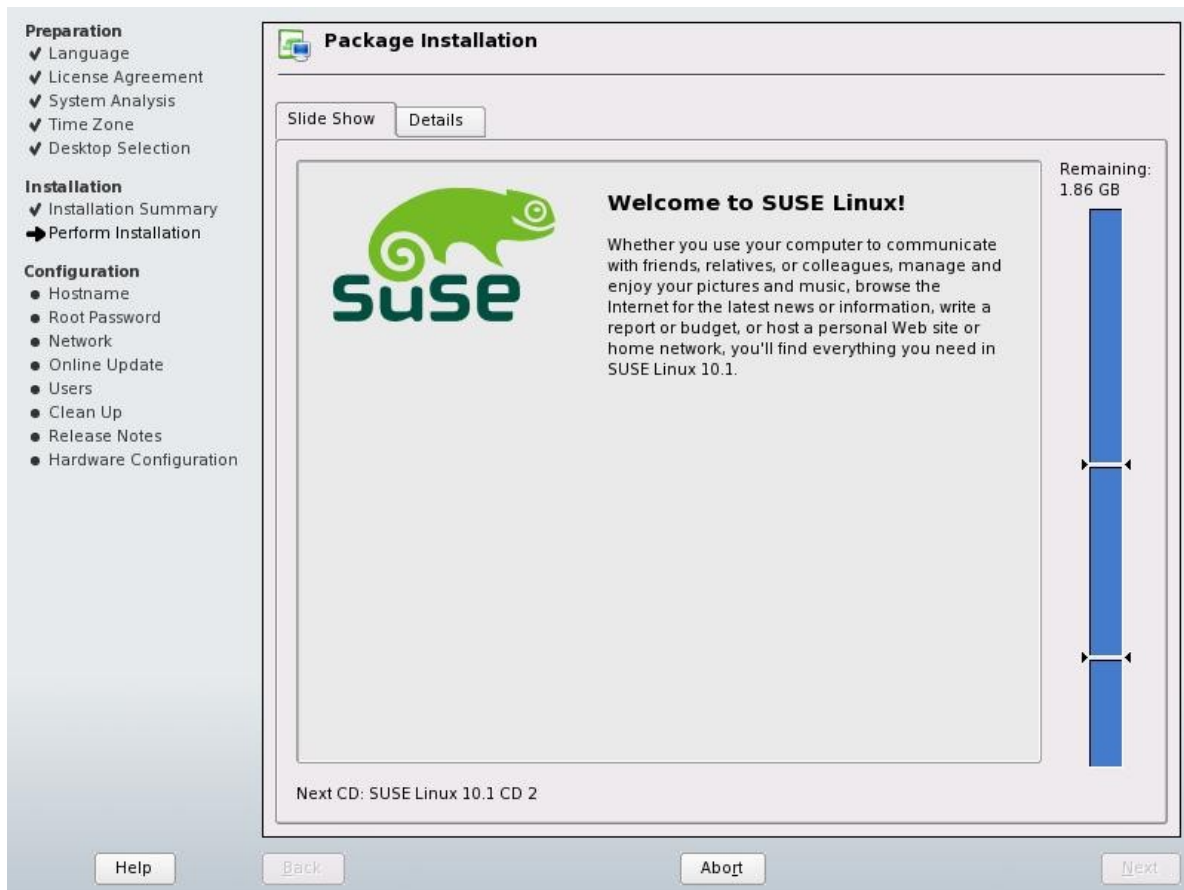 Preparation
Language
License Agreement
System Analysis
Time Zone
Desktop Selection
Installation
Installation Summary
Perform Installation
Configuration
Hostname
Root Password
Network
Online Update
Users
Clean Up
Release Notes
Hardware Configuration
Package Installation
Slide Show
Details
suse
Welcome to SUSE Linux!
Whether you use your computer to communicate
with friends, relatives, or colleagues, manage and
enjoy your pictures and music, browse the
Internet for the latest news or information, write a
report or budget, or host a personal Web site or
home network, you'll find everything you need in
SUSE Linux 10.1.
Remaining:
1.86 GB
Next CD: SUSE Linux 10.1 CD 2
Help
Back
Abort
Next